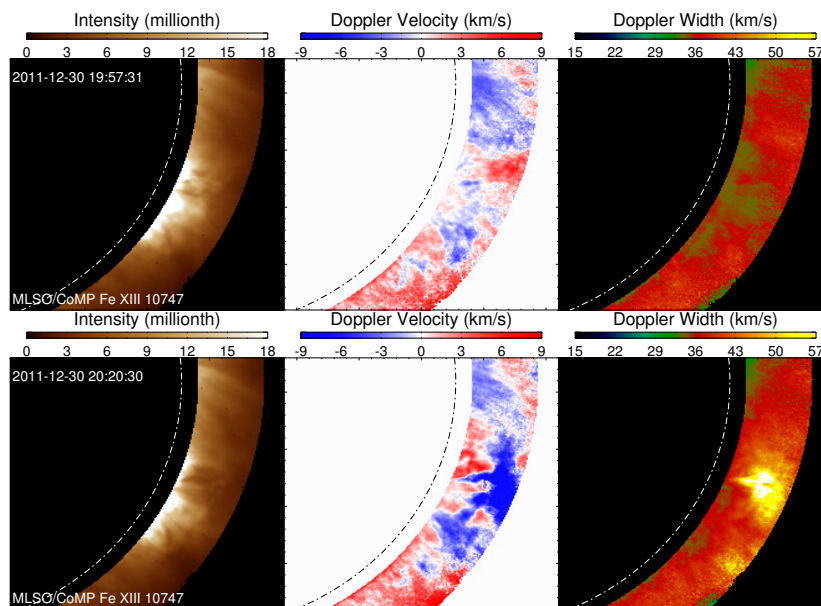 Intensity (millionth) Doppler Velocity (km/s) Doppler Width (km/s)
0 3 6 9 12 15 18 -9 -6 -3 0 3 6 9 15 22 29 36 43 50 57
2011-12-30 19:57:31
MLSO/CoMP Fe XIII 10747
Intensity (millionth) Doppler Velocity (km/s) Doppler Width (km/s)
0 3 6 9 12 15 18 -9 -6 -3 0 3 6 9 15 22 29 36 43 50 57
2011-12-30 20:20:30
MLSO/CoMP Fe XIII 10747